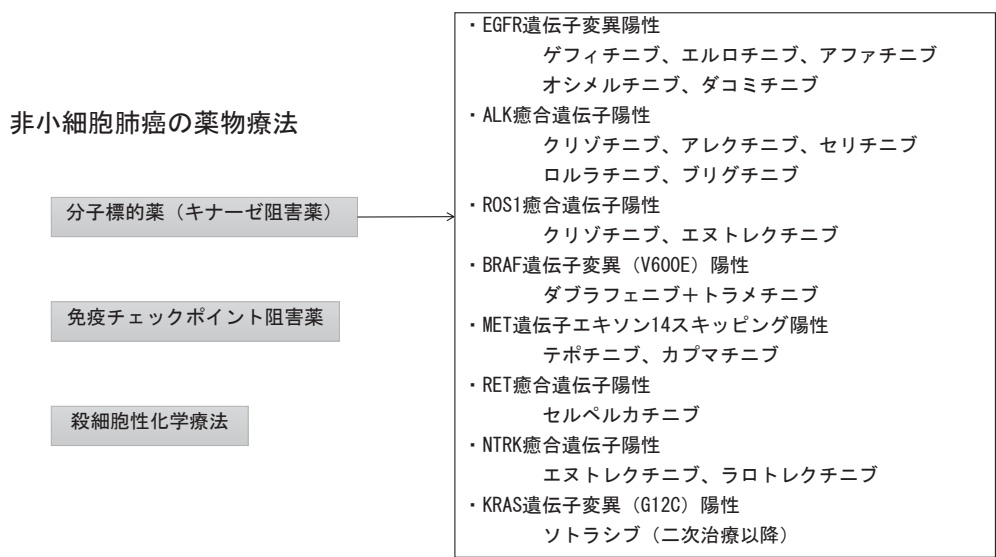 非小細胞肺癌の薬物療法
分子標的薬（キナーゼ阻害薬）
免疫チェックポイント阻害薬
殺細胞性化学療法
・EGFR遺伝子変異陽性
ゲフィチニブ、エルロチニブ、アファチニブ
オシメルチニブ、ダコミチニブ
・ALK癒合遺伝子陽性
クリゾチニブ、アレクチニブ、セリチニブ
ロルラチニブ、ブリグチニブ
・ROS1癒合遺伝子陽性
クリゾチニブ、エヌトレクチニブ
・BRAF遺伝子変異（V600E）陽性
ダブラフェニブ＋トラメチニブ
・MET遺伝子エキソン14スキッピング陽性
テポチニブ、カプマチニブ
・RET癒合遺伝子陽性
セルペルカチニブ
・NTRK癒合遺伝子陽性
エヌトレクチニブ、ラロトレクチニブ
・KRAS遺伝子変異（G12C）陽性
ソトラシブ（二次治療以降）